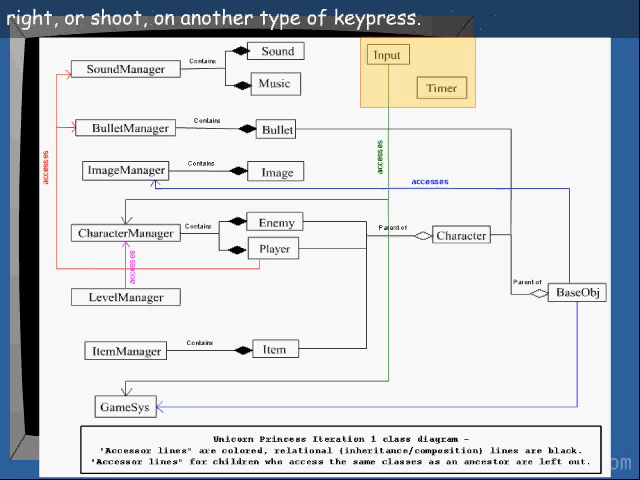 right, or shoot, on another type of keypress.
Sound
Input
SoundManager
Contains
Music
Timer
BulletManager
Contains
Bullet
accesses
accesses
ImageManager
Contains
Image
accesses
CharacterManager
Contains
Enemy
Player
Parent of
Character
accesses
LevelManager
Parent of
BaseObj
ItemManager
Contains
Item
GameSys
Unicorn Princess Iteration 1 class diagram -
"Accessor lines" are colored, relational (inheritance/composition) lines are black.
"Accessor lines" for children who access the same classes as an ancestor are left out.
om